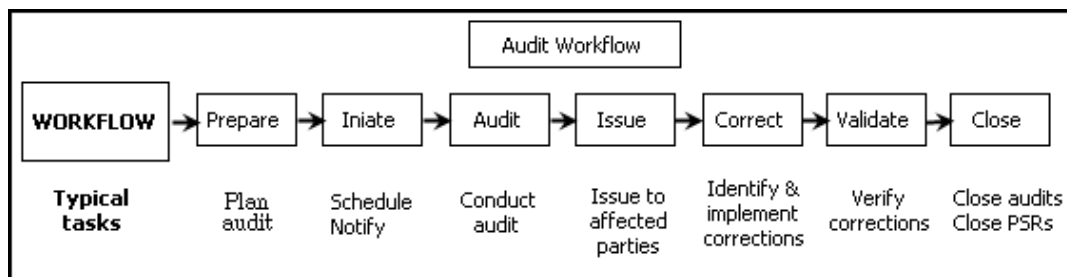 Audit Workflow
WORKFLOW
Prepare
Iniate
Audit
Issue
Correct
Validate
Close
Typical
tasks
Plan
audit
Schedule
Notify
Conduct
audit
Issue to
affected
parties
Identify &
implement
corrections
Verify
corrections
Close audits
Close PSRs